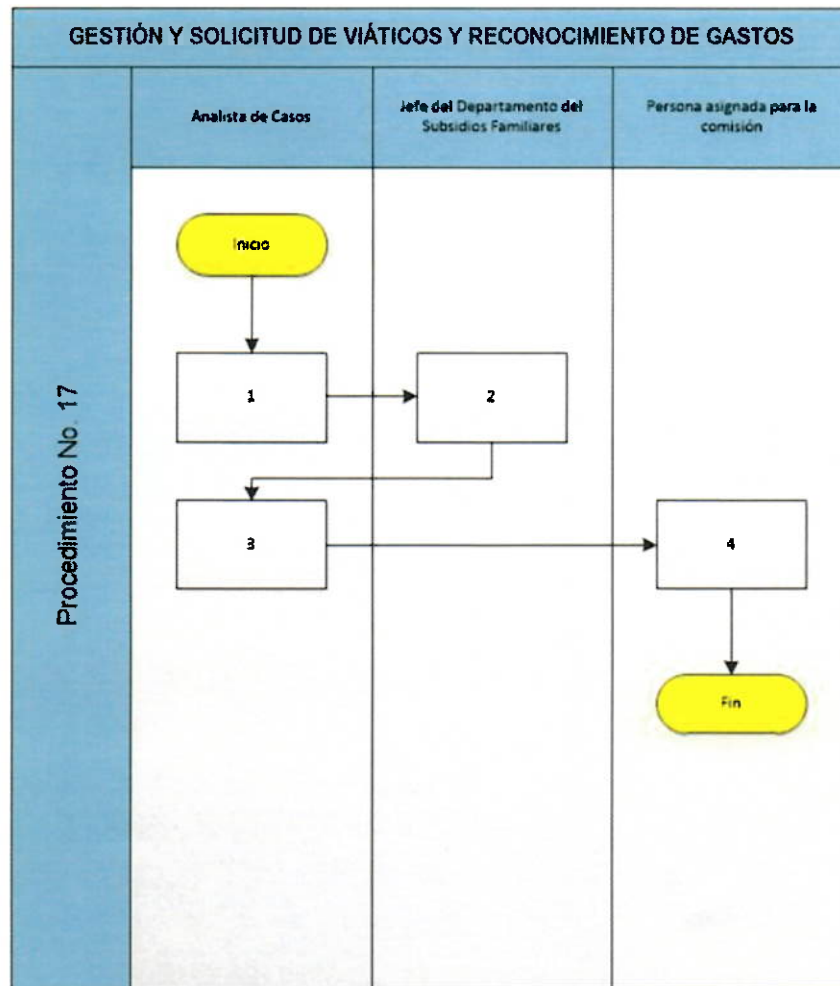 GESTIÓN Y SOLICITUD DE VIÁTICOS Y RECONOCIMIENTO DE GASTOS
Procedimiento No. 17
Analista de Casos
Jefe del Departamento del
Subsidios Familiares
Persona asignada para la
comisión
Inicio
1
2
3
4
Fin